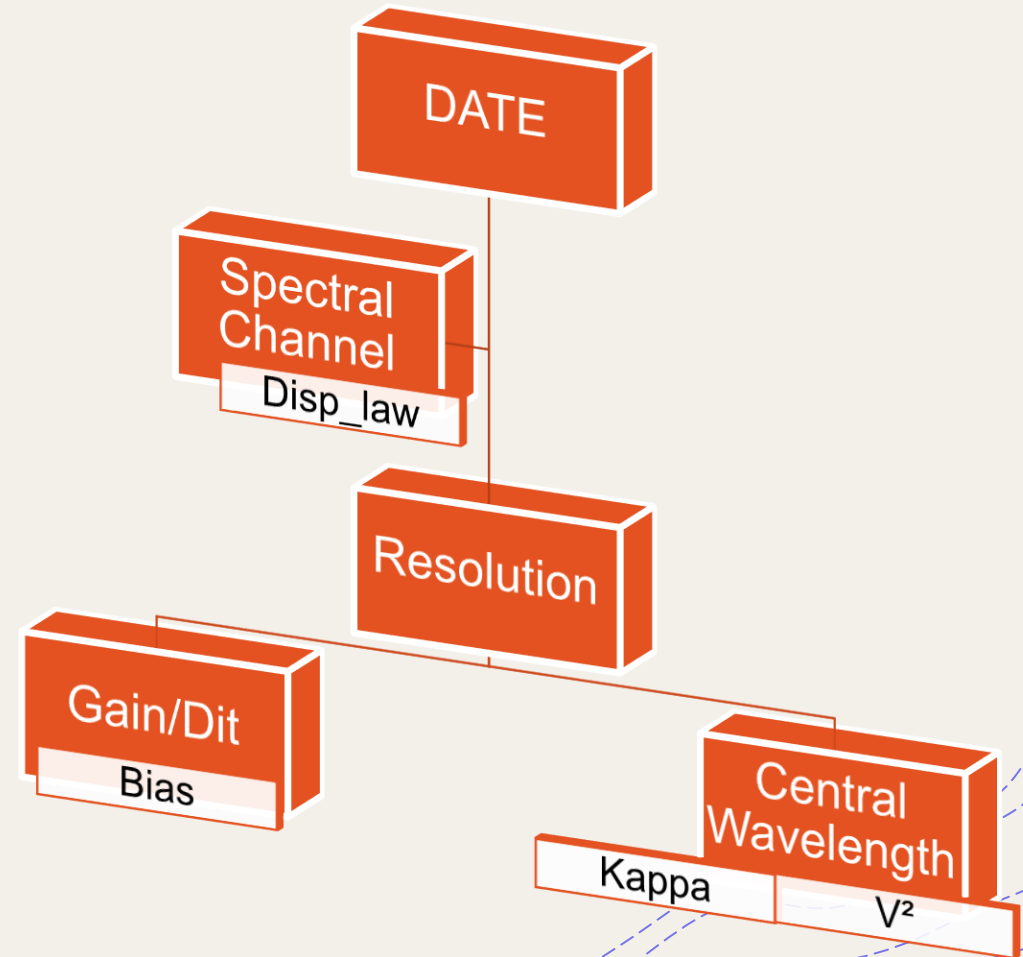 DATE
Spectral
Channel
Disp_law
Resolution
Gain/Dit
Bias
Central
Wavelength
Kappa
V²